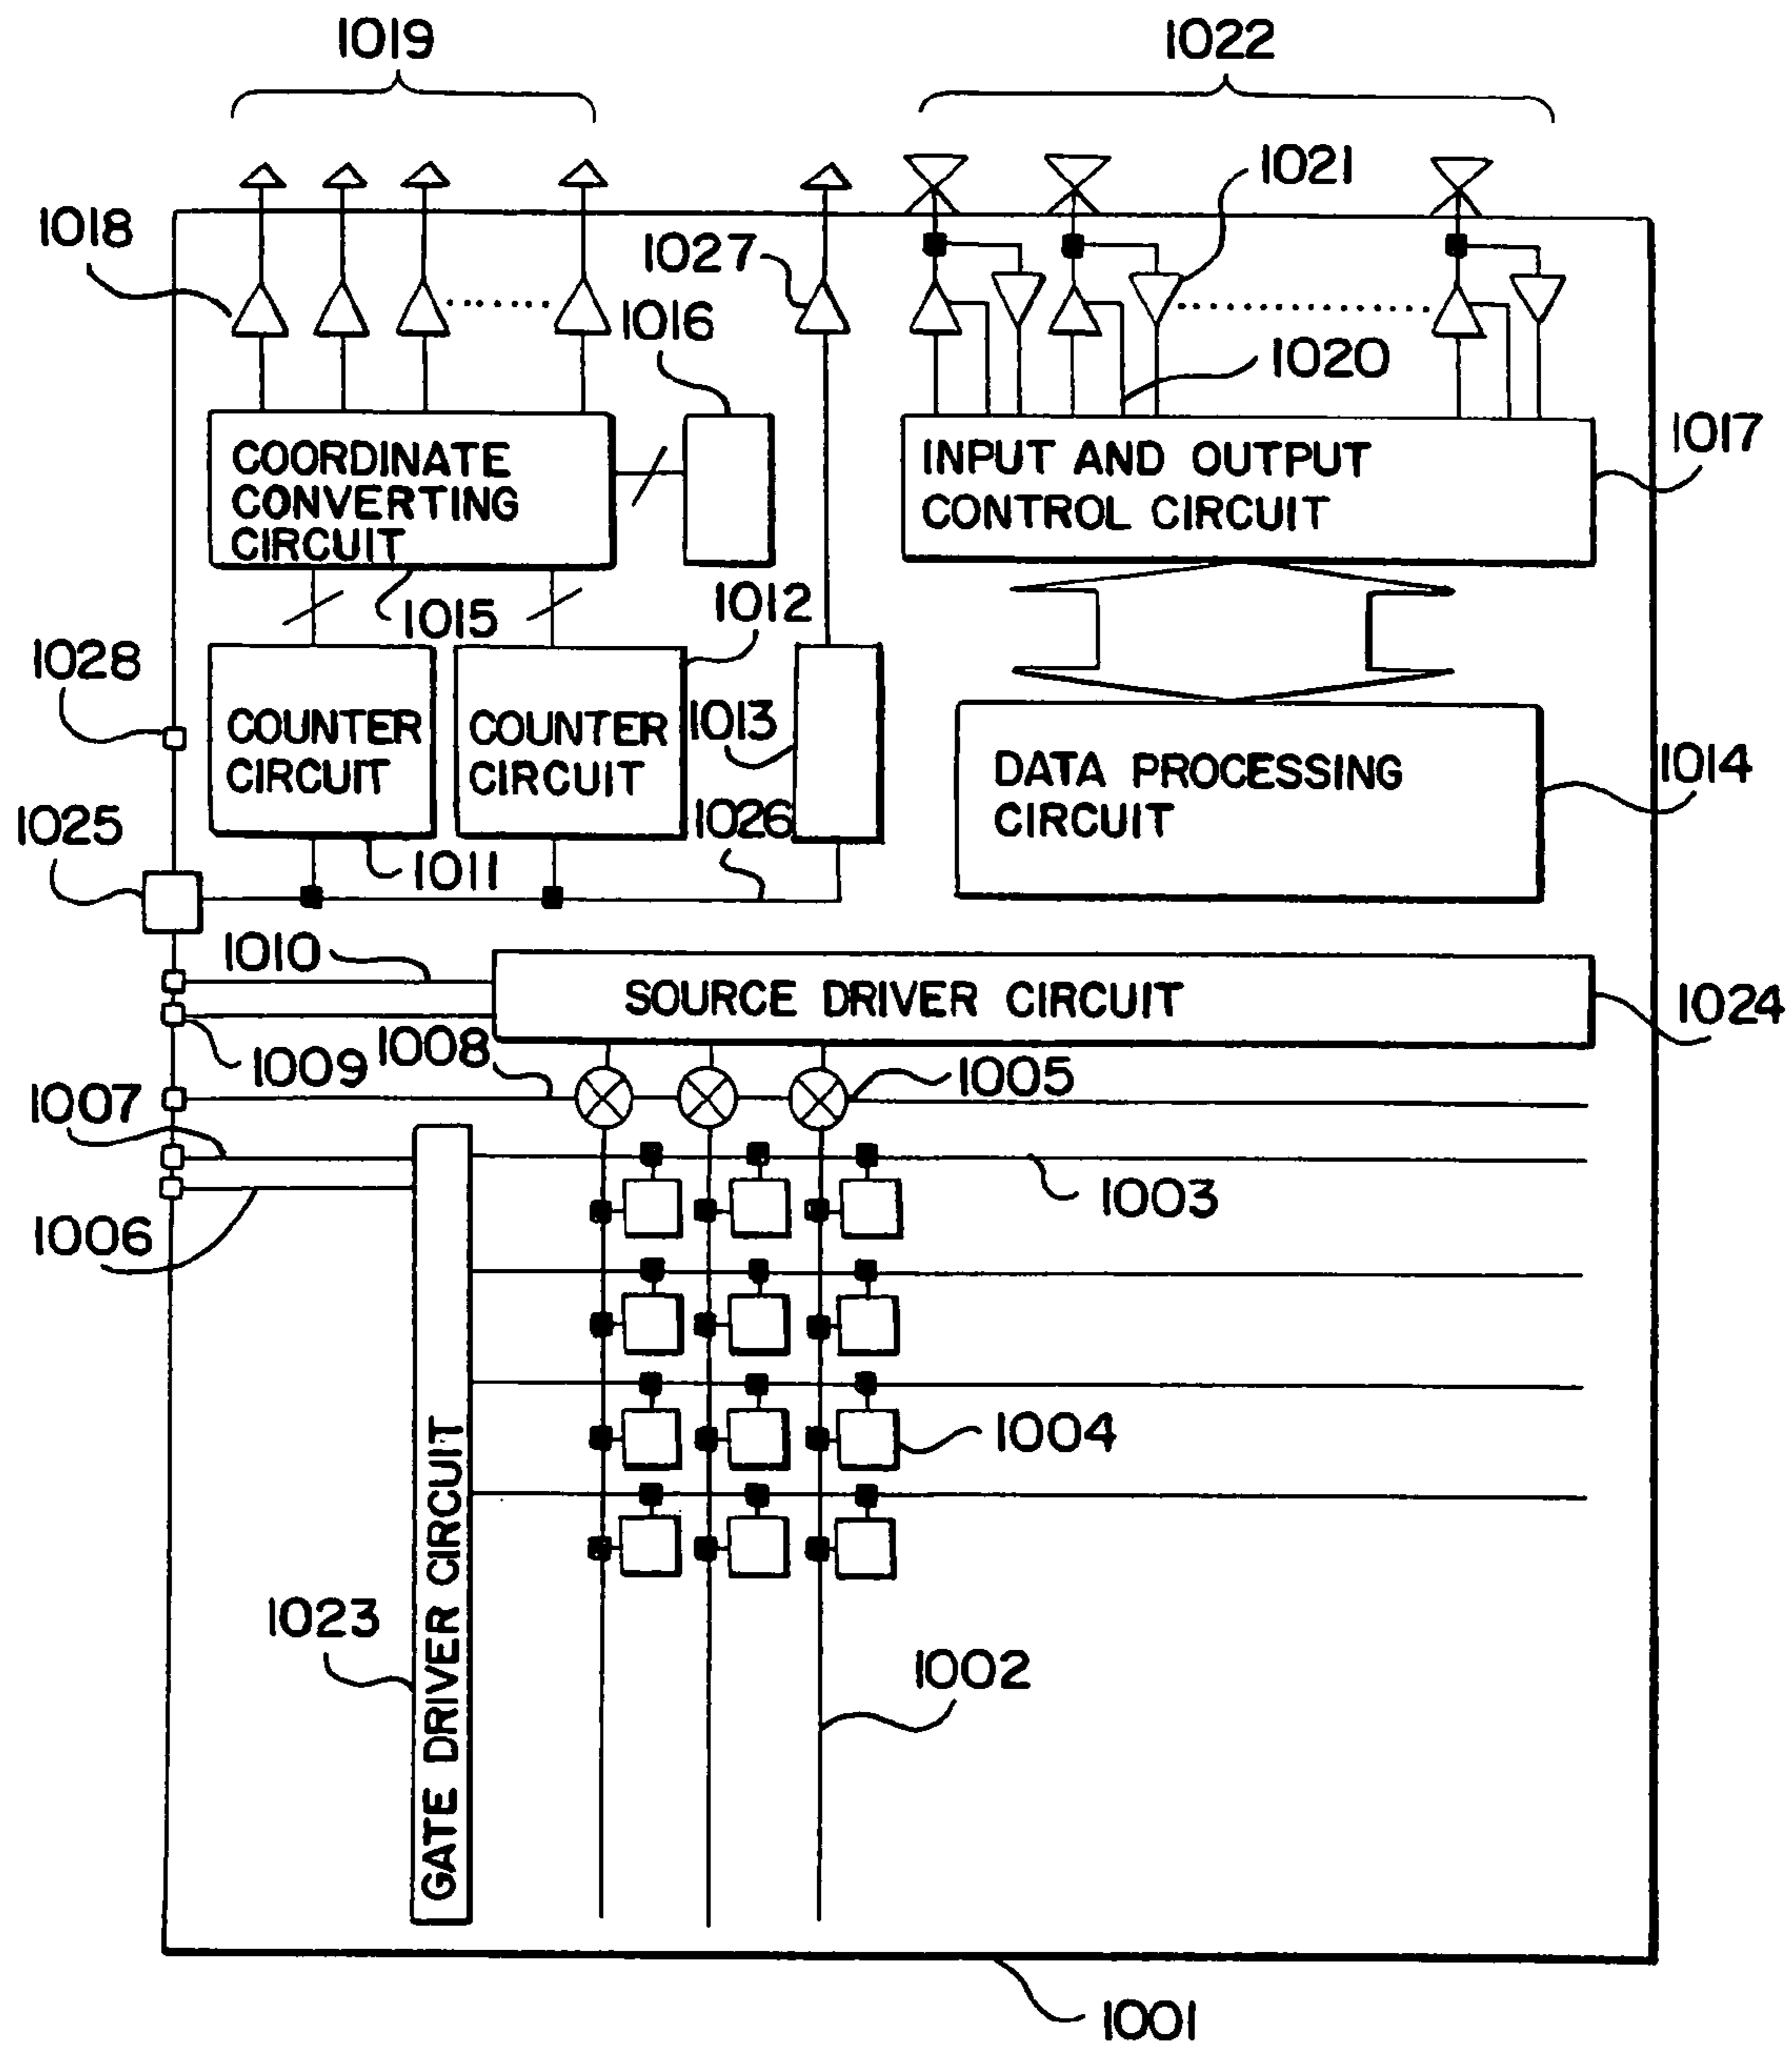 1019
1022
1021
1018
1027
1016
1020
COORDINATE
CONVERTING
CIRCUIT
INPUT AND OUTPUT
CONTROL CIRCUIT
1017
1015
1012
1028
COUNTER
CIRCUIT
COUNTER
CIRCUIT
1013
DATA PROCESSING
CIRCUIT
1014
1025
1026
1011
1010
SOURCE DRIVER CIRCUIT
1024
1009
1008
1005
1007
1003
1006
1004
GATE DRIVER CIRCUIT
1023
1002
1001